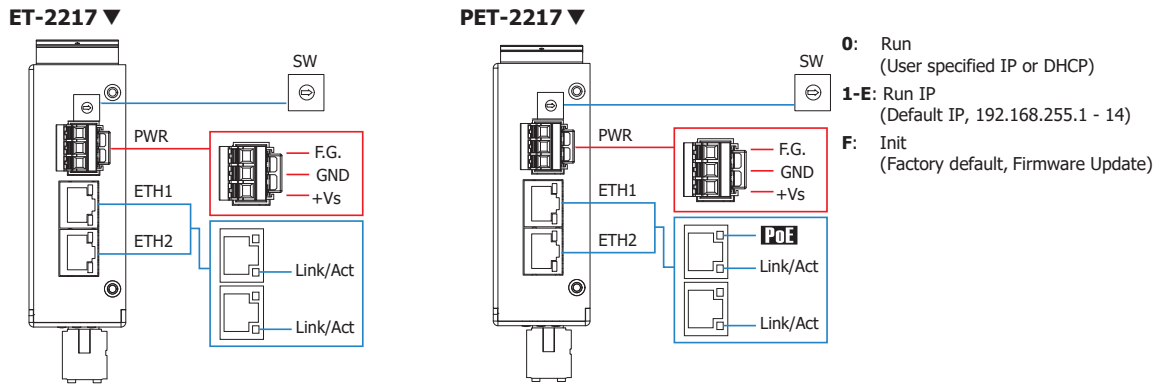 ET-2217 ▼
SW
PWR
F.G.
GND
+Vs
ETH1
ETH2
Link/Act
Link/Act
PET-2217 ▼
SW
PWR
F.G.
GND
+Vs
ETH1
ETH2
PoE
Link/Act
Link/Act
0: Run
(User specified IP or DHCP)
1-E: Run IP
(Default IP, 192.168.255.1 - 14)
F: Init
(Factory default, Firmware Update)